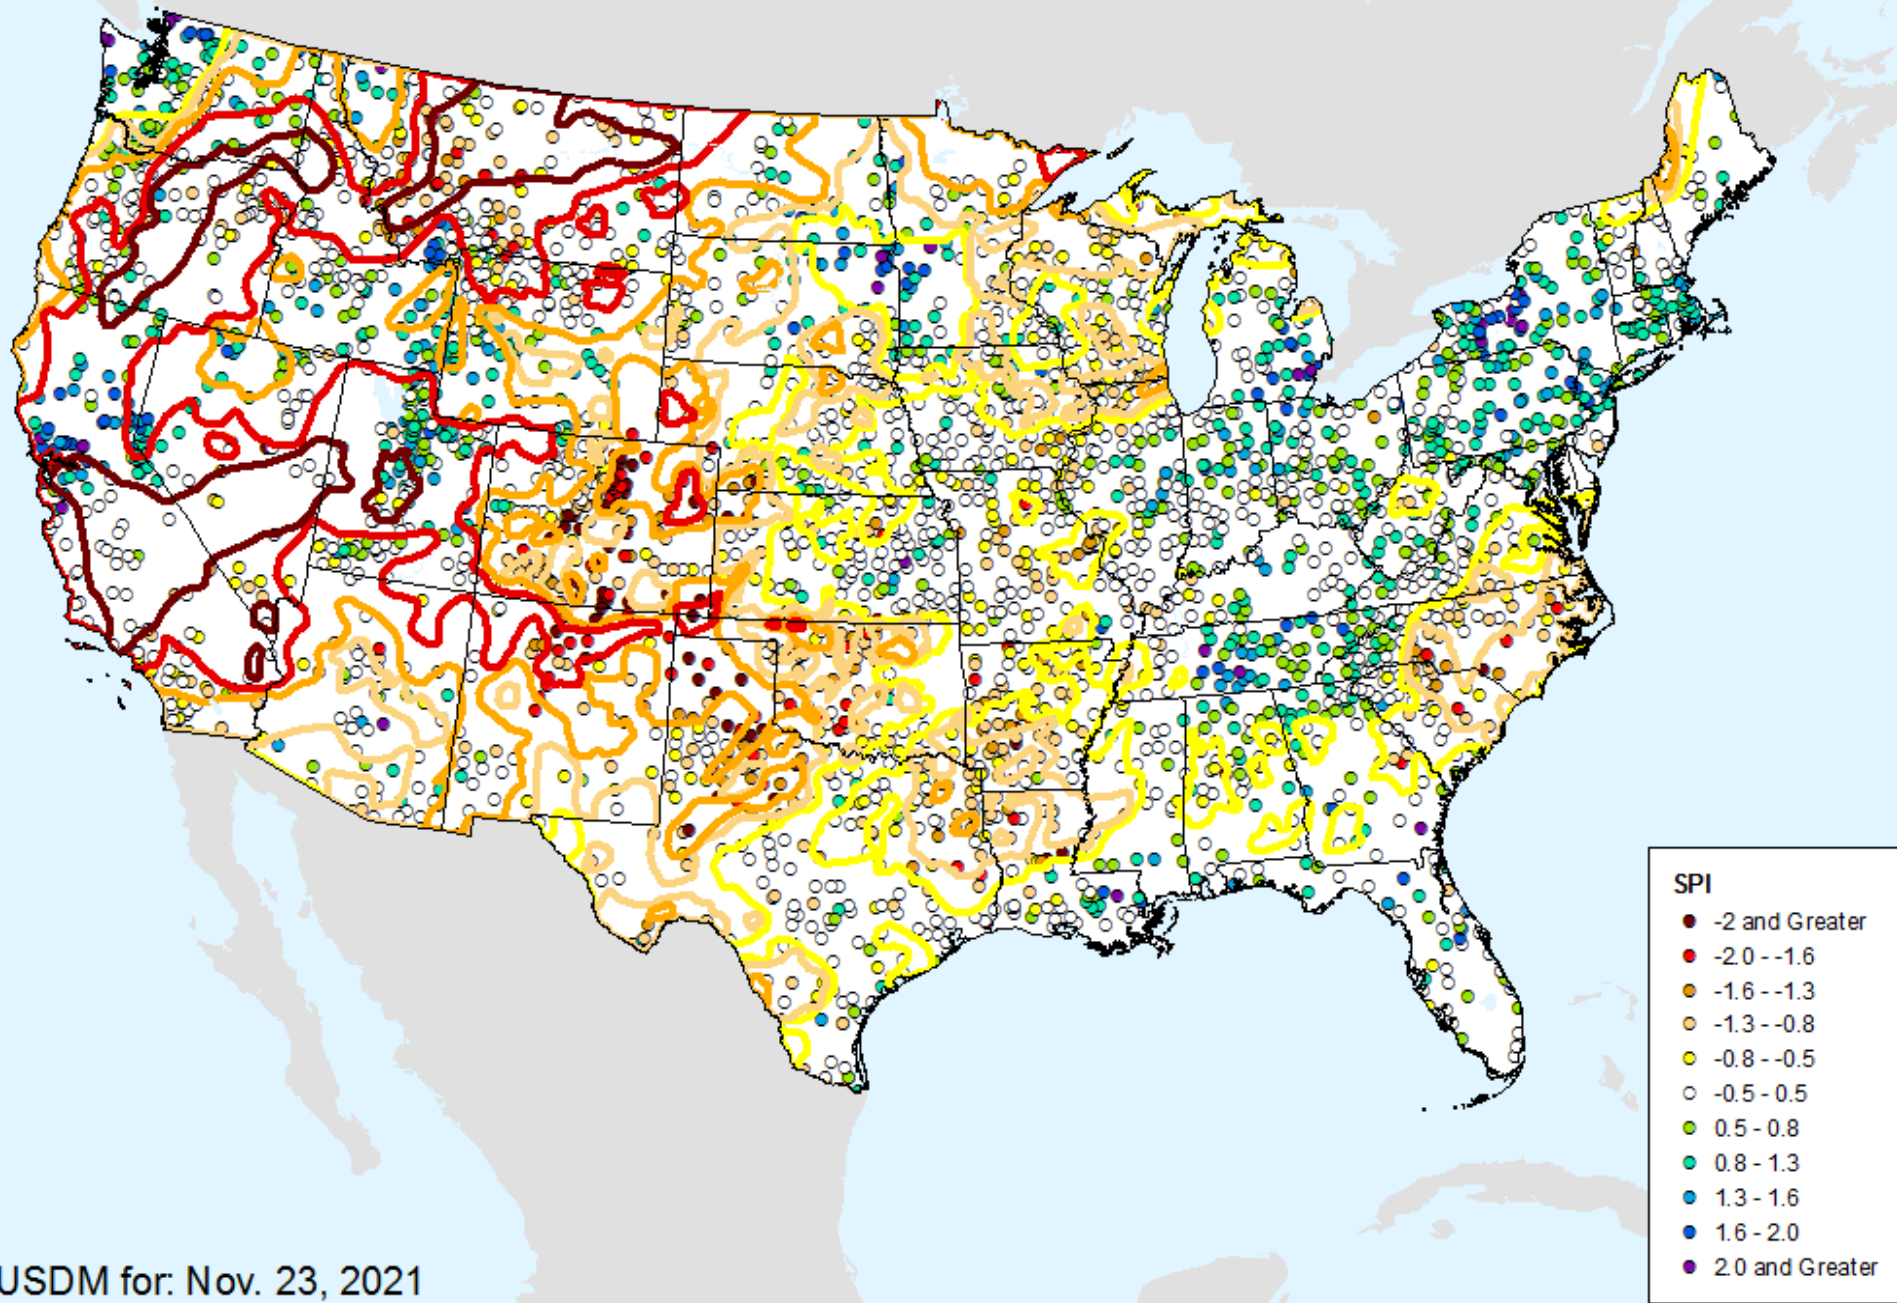 SPI
-2 and Greater
-2.0 - -1.6
-1.6 - -1.3
-1.3 - -0.8
-0.8 - -0.5
-0.5 - 0.5
0.5 - 0.8
0.8 - 1.3
1.3 - 1.6
1.6 - 2.0
2.0 and Greater
USDM for: Nov. 23, 2021